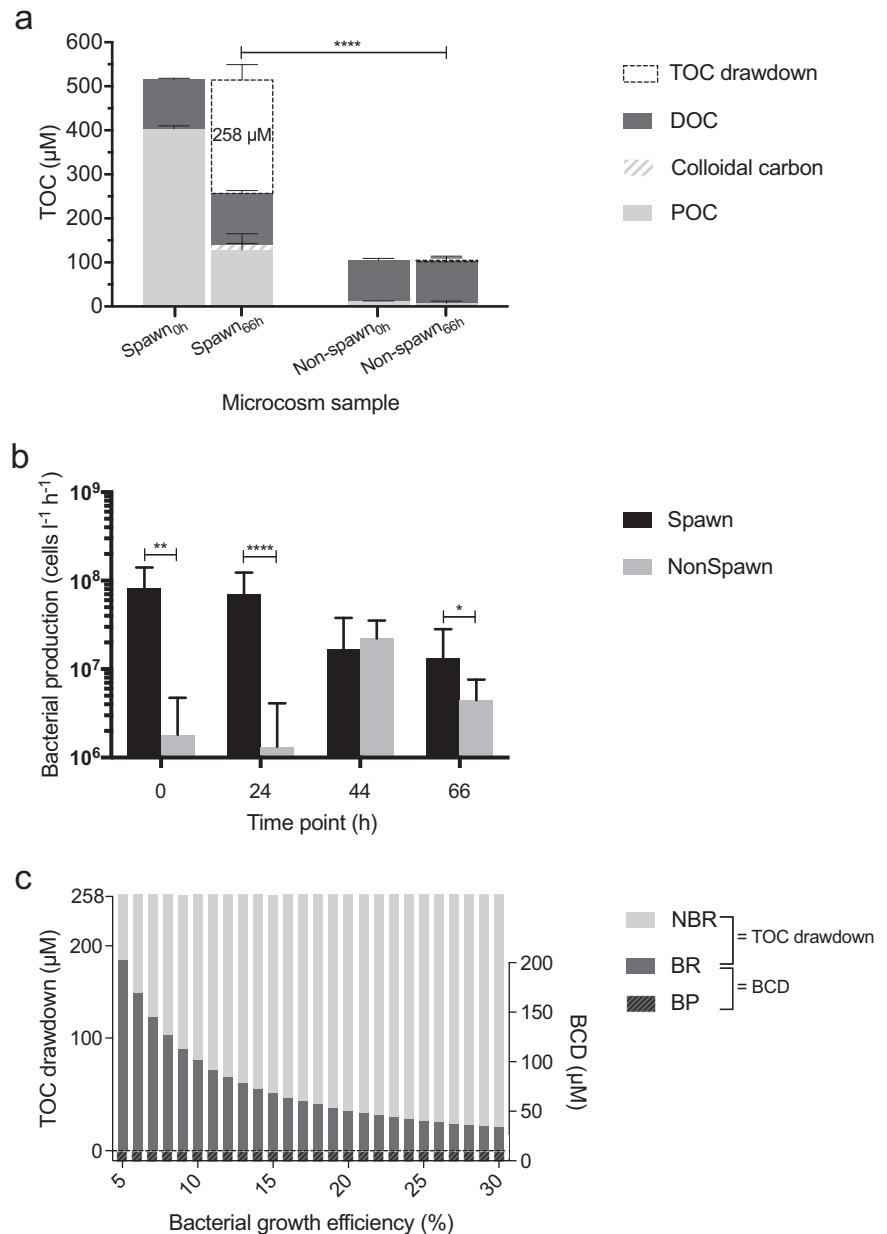 a
TOC (µM)
600
500
400
300
200
100
0
****
258 µM
Spawn0h
Spawn66h
Non-spawn0h
Non-spawn66h
Microcosm sample
TOC drawdown
DOC
Colloidal carbon
POC
b
Bacterial production (cells l⁻¹ h⁻¹)
10⁹
10⁸
10⁷
10⁶
**
****
*
0
24
44
66
Time point (h)
Spawn
NonSpawn
c
TOC drawdown (µM)
258
200
100
0
BCD (µM)
200
150
100
50
0
5
10
15
20
25
30
Bacterial growth efficiency (%)
NBR
BR
BP
= TOC drawdown
= BCD